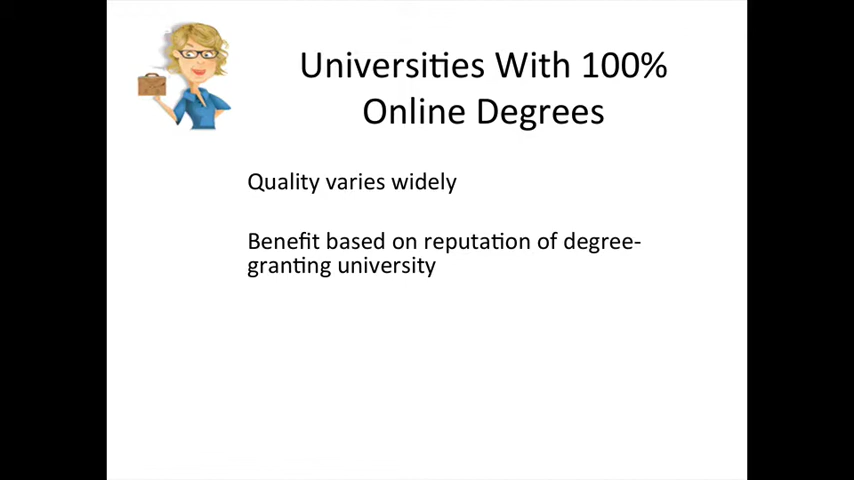 Universities With 100%
Online Degrees
Quality varies widely
Benefit based on reputation of degree-
granting university